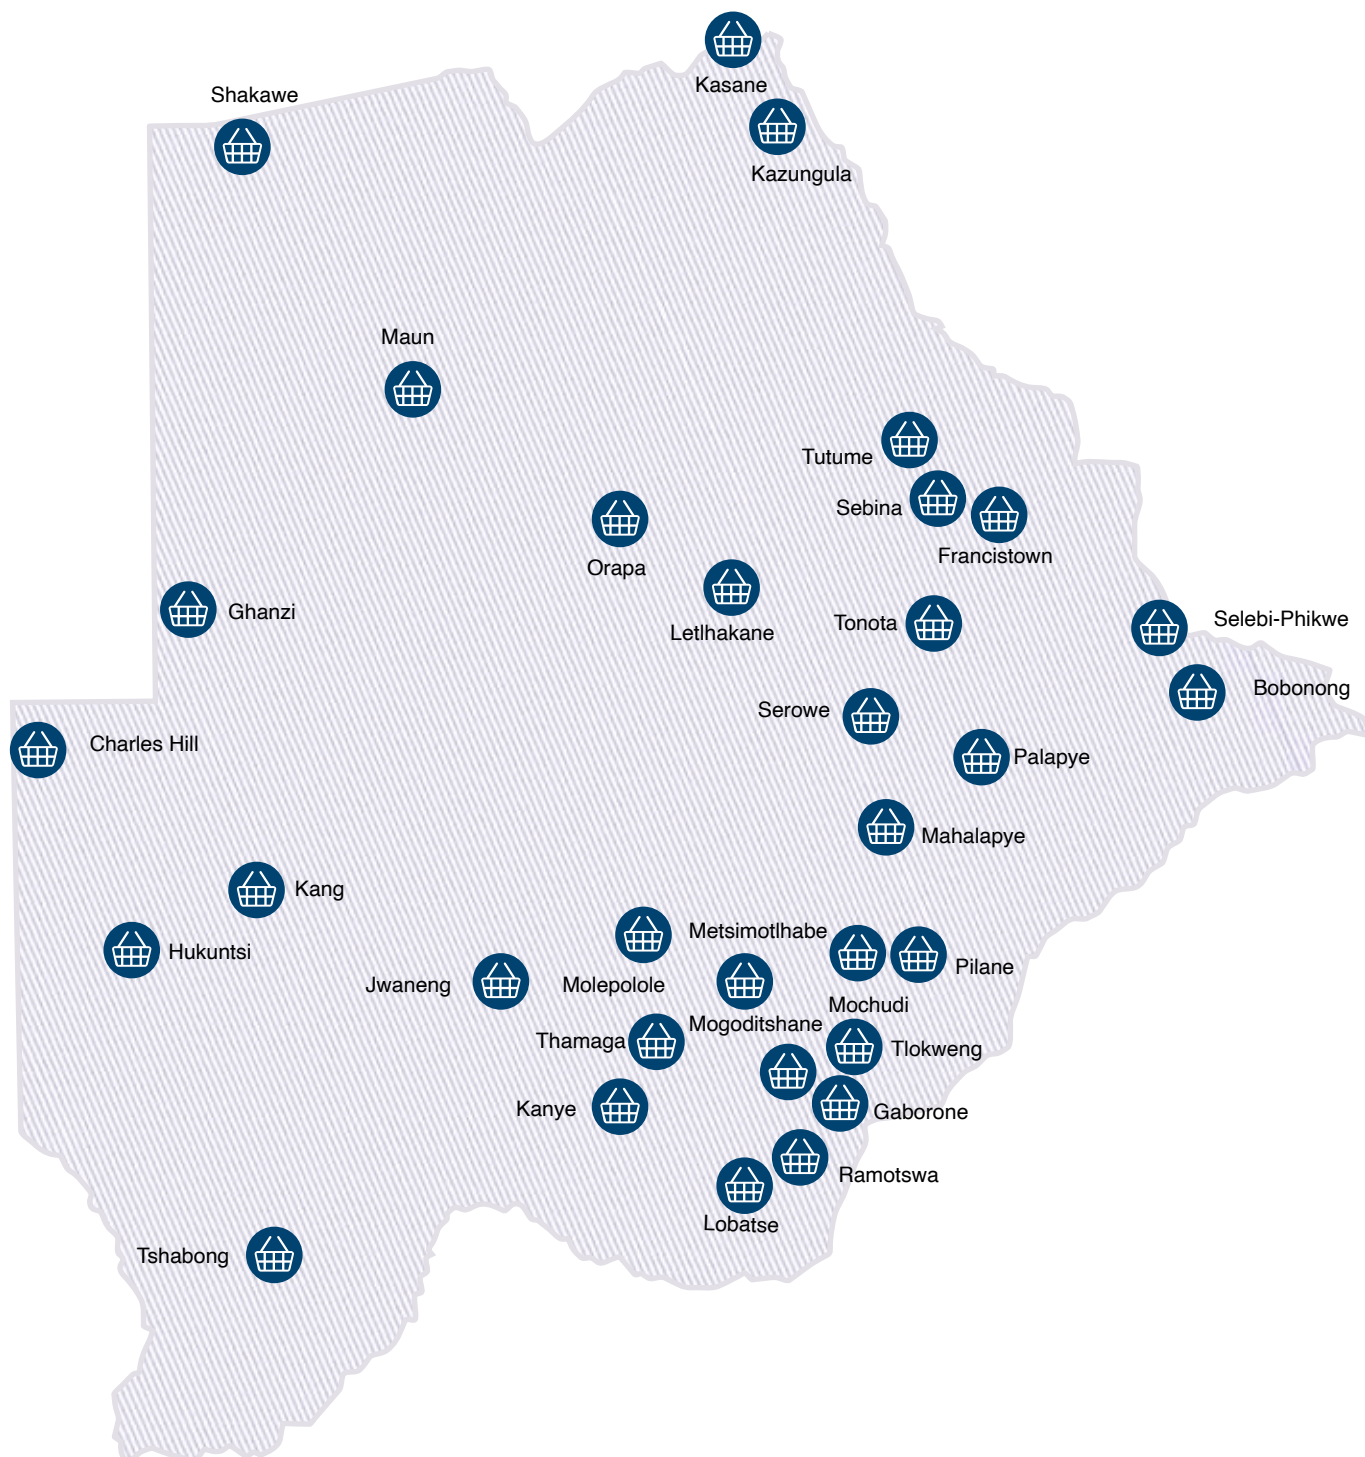 Kasane
Shakawe
Kazungula
Maun
Tutume
Sebina
Francistown
Orapa
Ghanzi
Selebi-Phikwe
Tonota
Letlhakane
Bobonong
Serowe
Charles Hill
Palapye
Mahalapye
Kang
Metsimotlhabe
Hukuntsi
Pilane
Jwaneng
Molepolole
Mochudi
Mogoditshane
Thamaga
Tlokweng
Kanye
Gaborone
Ramotswa
Lobatse
Tshabong